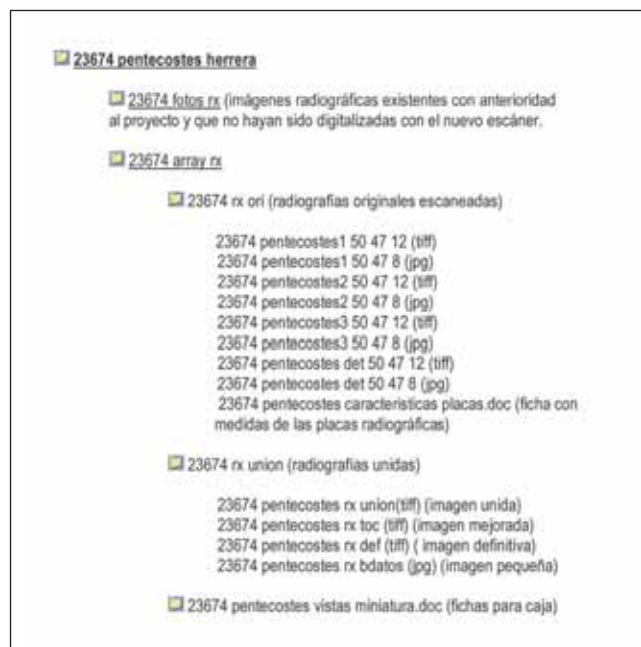 23674 pentecostes herrera
23674 fotos rx (imágenes radiográficas existentes con anterioridad
al proyecto y que no hayan sido digitalizadas con el nuevo escáner.
23674 array rx
23674 rx ori (radiografías originales escaneadas)
23674 pentecostes1 50 47 12 (tiff)
23674 pentecostes1 50 47 8 (jpg)
23674 pentecostes2 50 47 12 (tiff)
23674 pentecostes2 50 47 8 (jpg)
23674 pentecostes3 50 47 12 (tiff)
23674 pentecostes3 50 47 8 (jpg)
23674 pentecostes det 50 47 12 (tiff)
23674 pentecostes det 50 47 8 (jpg)
23674 pentecostes caracteristicas placas.doc (ficha con
medidas de las placas radiográficas)
23674 rx union (radiografías unidas)
23674 pentecostes rx union(tiff) (imagen unida)
23674 pentecostes rx toc (tiff) (imagen mejorada)
23674 pentecostes rx def (tiff) ( imagen definitiva)
23674 pentecostes rx bdatos (jpg) (imagen pequeña)
23674 pentecostes vistas miniatura.doc (fichas para caja)